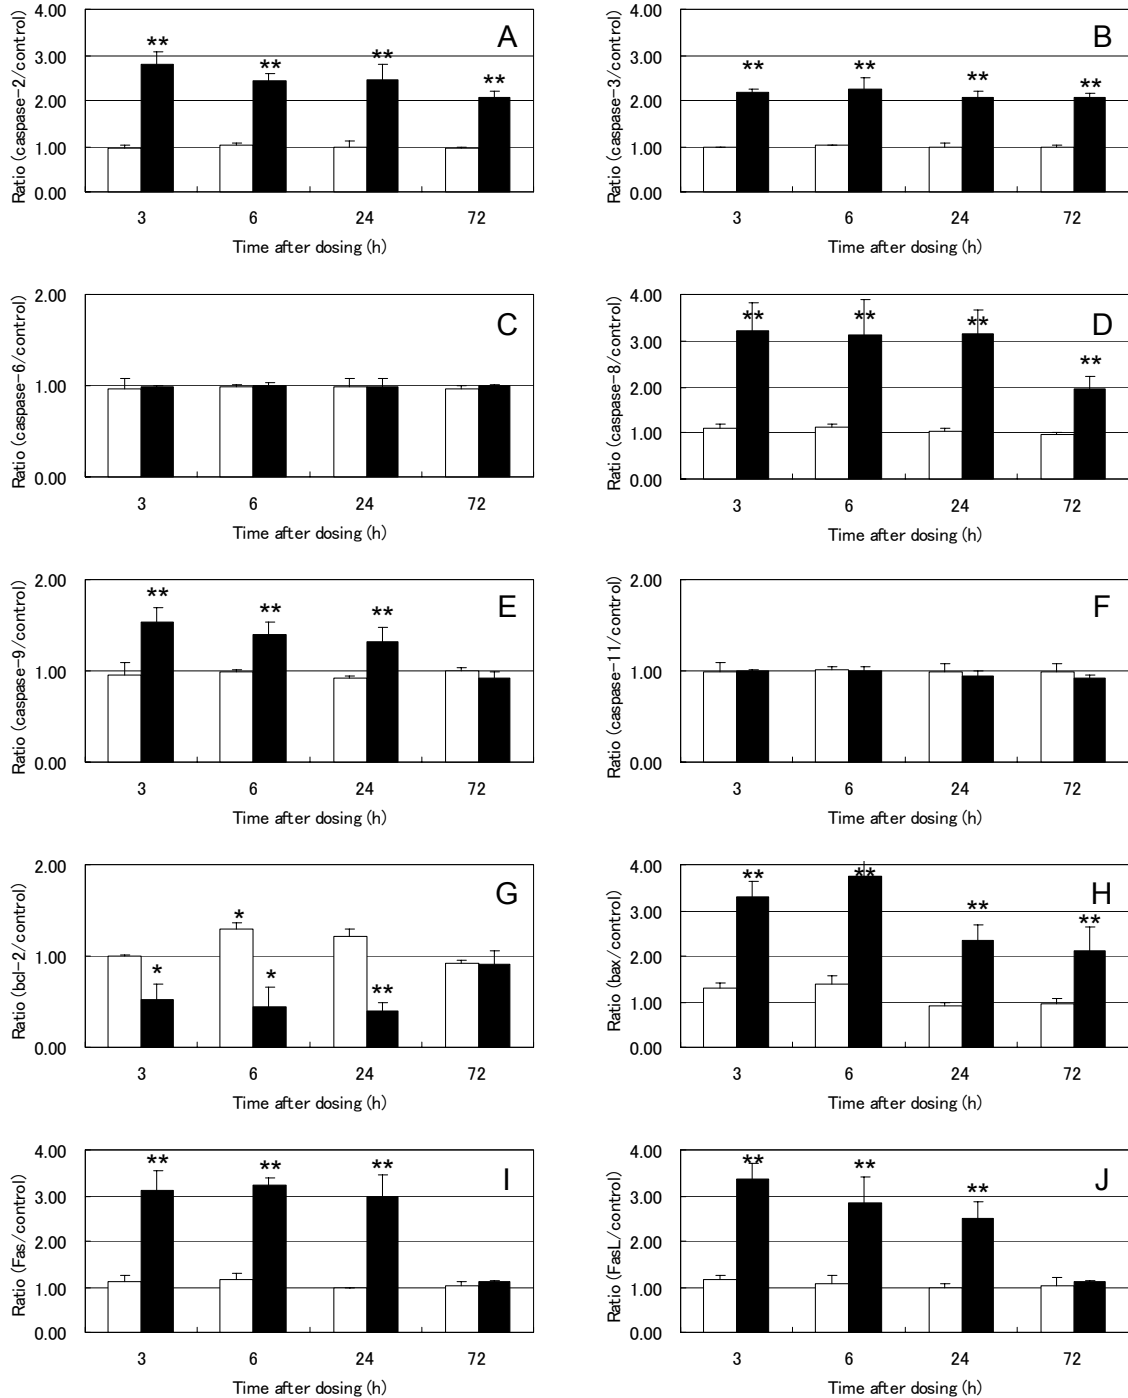 4.00
3.00
2.00
1.00
0.00
Ratio (caspase-2/control)
A
** ** ** **
3 6 24 72
Time after dosing (h)
4.00
3.00
2.00
1.00
0.00
Ratio (caspase-3/control)
B
** ** ** **
3 6 24 72
Time after dosing (h)
2.00
1.00
0.00
Ratio (caspase-6/control)
C
3 6 24 72
Time after dosing (h)
4.00
3.00
2.00
1.00
0.00
Ratio (caspase-8/control)
D
** ** ** **
3 6 24 72
Time after dosing (h)
2.00
1.00
0.00
Ratio (caspase-9/control)
E
** ** **
3 6 24 72
Time after dosing (h)
2.00
1.00
0.00
Ratio (caspase-11/control)
F
3 6 24 72
Time after dosing (h)
2.00
1.00
0.00
Ratio (bcl-2/control)
G
* * * **
3 6 24 72
Time after dosing (h)
4.00
3.00
2.00
1.00
0.00
Ratio (bax/control)
H
** ** ** **
3 6 24 72
Time after dosing (h)
4.00
3.00
2.00
1.00
0.00
Ratio (Fas/control)
I
** ** **
3 6 24 72
Time after dosing (h)
4.00
3.00
2.00
1.00
0.00
Ratio (FasL/control)
J
** ** **
3 6 24 72
Time after dosing (h)